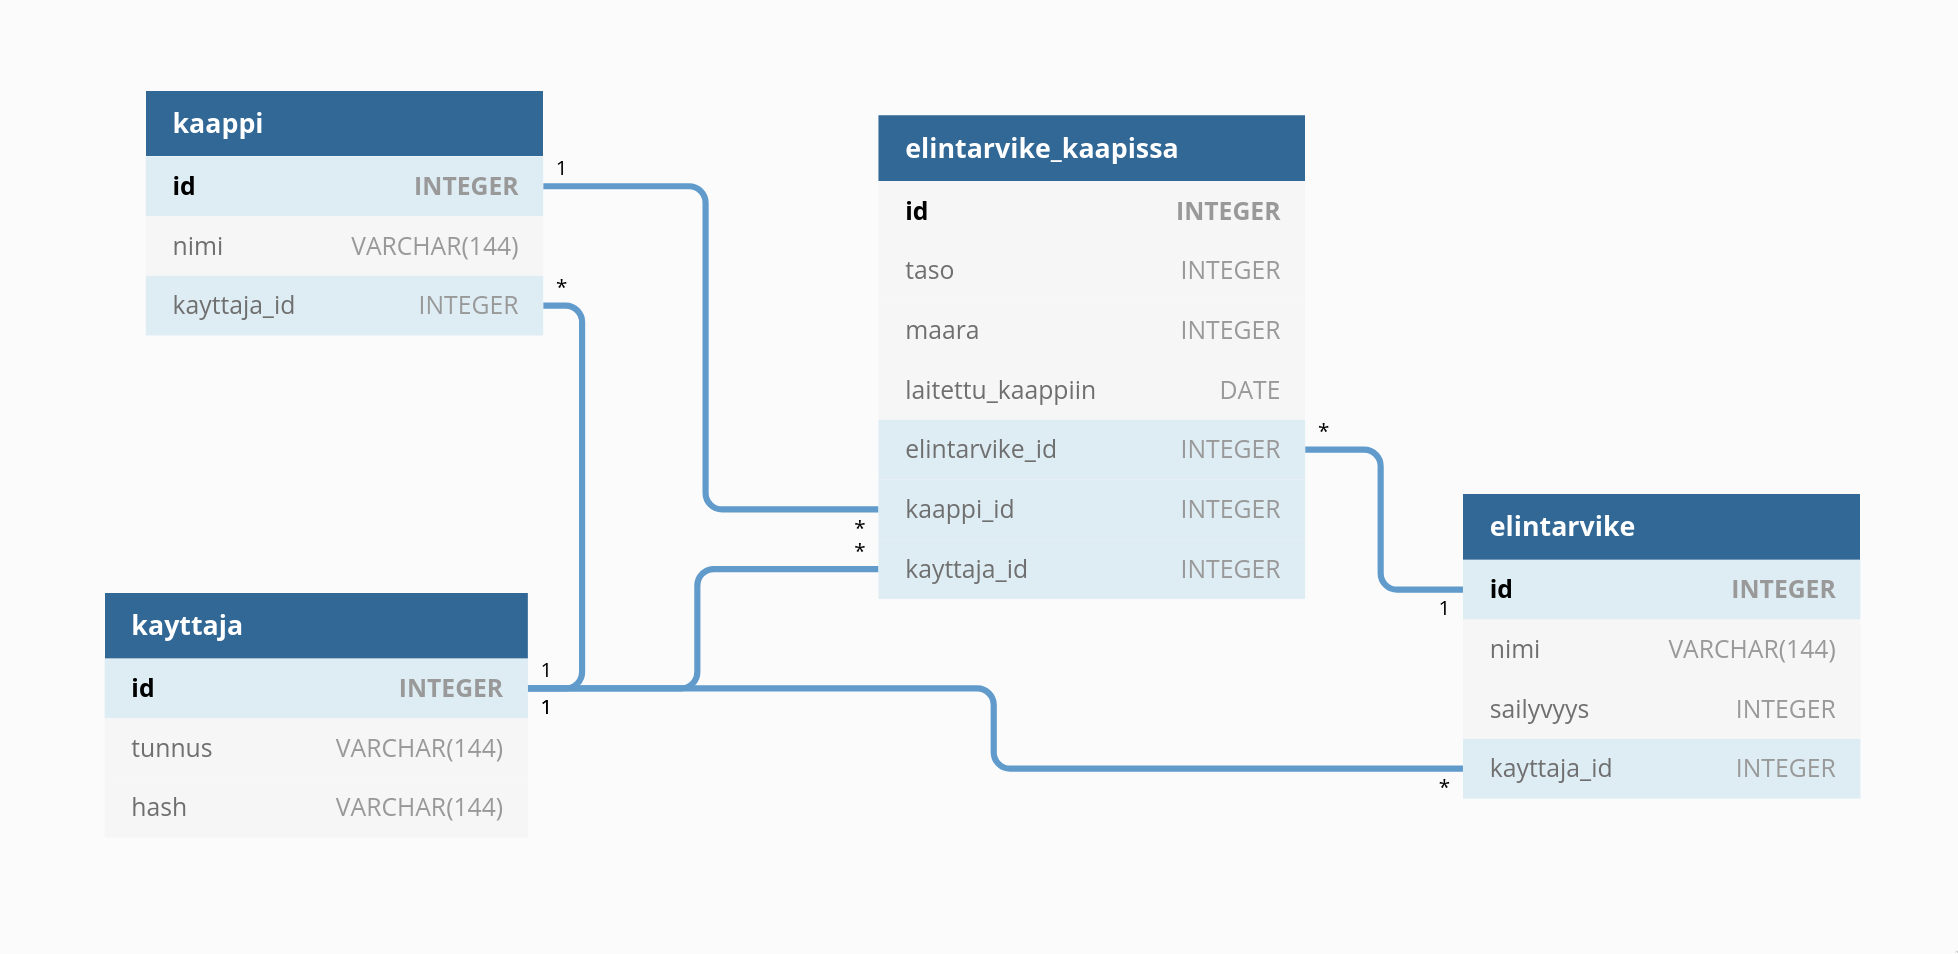 kaappi
id INTEGER
nimi VARCHAR(144)
kayttaja_id INTEGER
1
*
elintarvike_kaapissa
id INTEGER
taso INTEGER
maara INTEGER
laitettu_kaappiin DATE
elintarvike_id INTEGER
kaappi_id INTEGER
kayttaja_id INTEGER
*
*
*
elintarvike
id INTEGER
nimi VARCHAR(144)
sailyvyys INTEGER
kayttaja_id INTEGER
1
*
kayttaja
id INTEGER
tunnus VARCHAR(144)
hash VARCHAR(144)
1
1